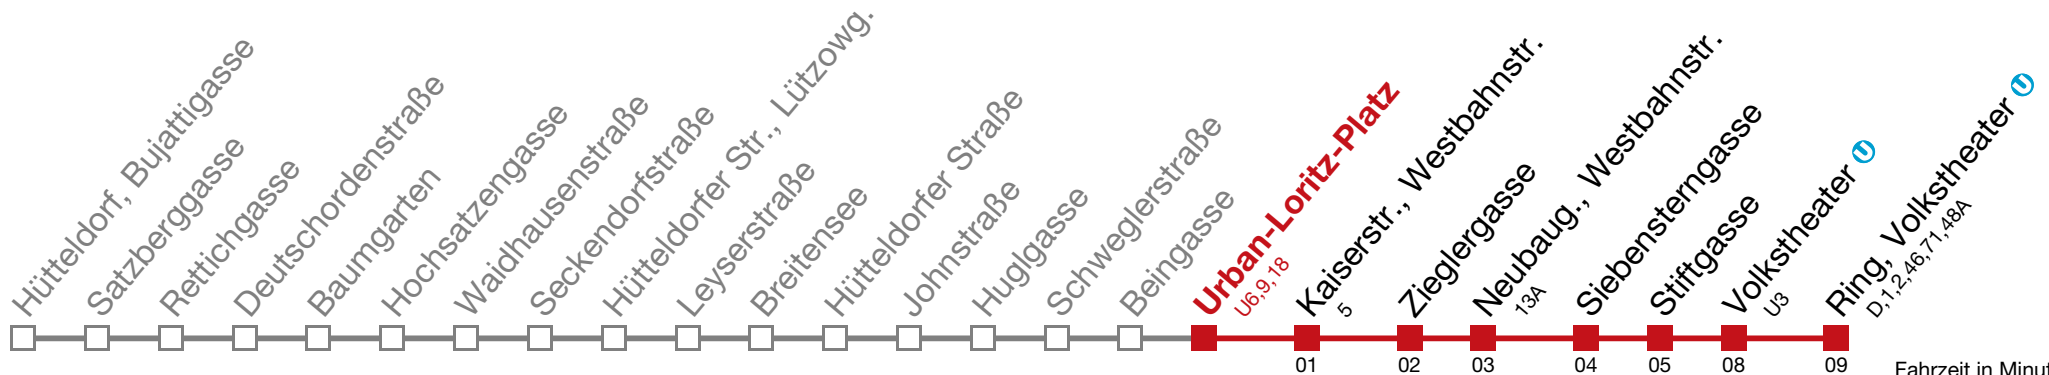 Hütteldorf, Bujattigasse
Satzberggasse
Rettichgasse
Deutschordenstraße
Baumgarten
Hochsatzengasse
Waidhausenstraße
Seckendorfstraße
Hütteldorfer Str., Lützowg.
Leyserstraße
Breitensee
Hütteldorfer Straße
Johnstraße
Huglgasse
Schweglerstraße
Beingasse
Urban-Loritz-Platz
U6,9,18
Kaiserstr., Westbahnstr.
5
Zieglergasse
Neubaug., Westbahnstr.
13A
Siebensterngasse
Stiftgasse
Volkstheater U
U3
Ring, Volkstheater U
D,1,2,46,71,48A
01 02 03 04 05 08 09
Fahrzeit in